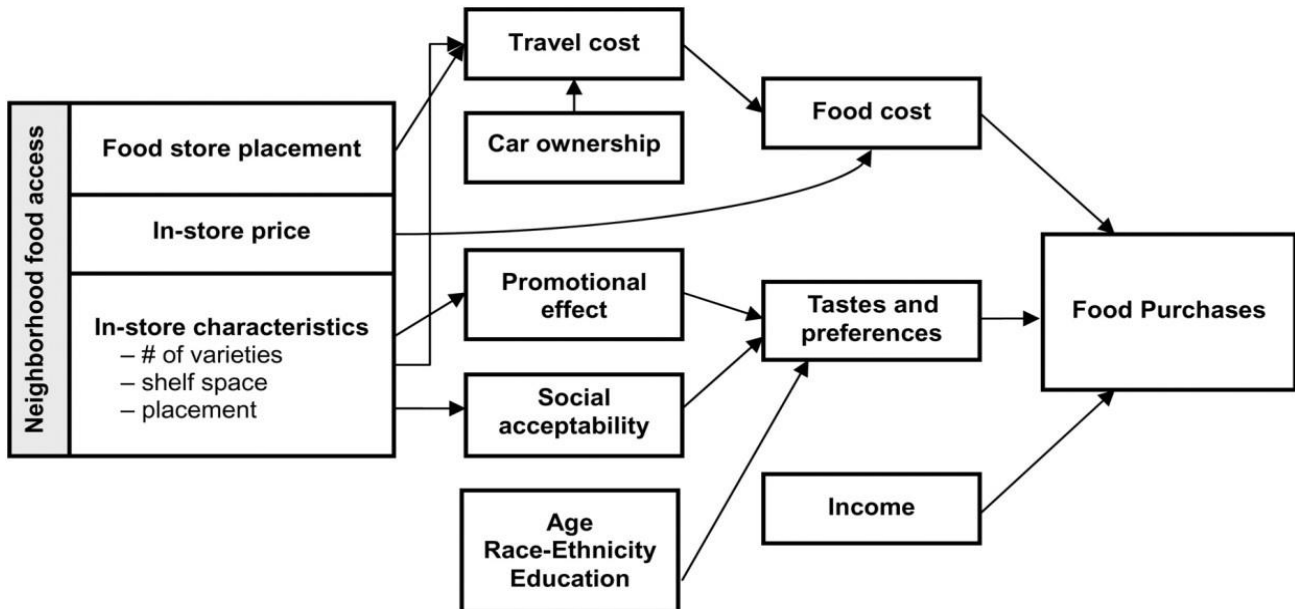 Neighborhood food access
Food store placement
In-store price
In-store characteristics
– # of varieties
– shelf space
– placement
Travel cost
Car ownership
Promotional
effect
Social
acceptability
Age
Race-Ethnicity
Education
Food cost
Tastes and
preferences
Income
Food Purchases